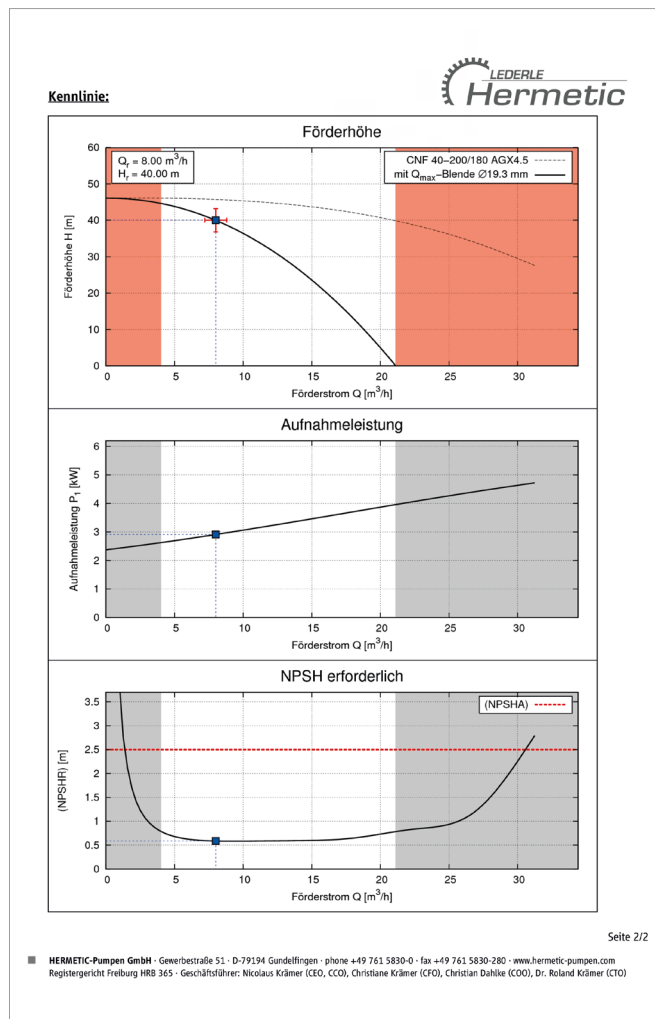 LEDERLE
Hermetic
Kennlinie:
Förderhöhe
Q_r = 8.00 m³/h
H_r = 40.00 m
CNF 40–200/180 AGX4.5
mit Q_max–Blende Ø19.3 mm
Förderhöhe H [m]
60
50
40
30
20
10
0
0 5 10 15 20 25 30
Förderstrom Q [m³/h]
Aufnahmeleistung
Aufnahmeleistung P₁ [kW]
6
5
4
3
2
1
0
0 5 10 15 20 25 30
Förderstrom Q [m³/h]
NPSH erforderlich
(NPSHA)
(NPSHR) [m]
3.5
3
2.5
2
1.5
1
0.5
0
0 5 10 15 20 25 30
Förderstrom Q [m³/h]
Seite 2/2
HERMETIC-Pumpen GmbH · Gewerbestraße 51 · D-79194 Gundelfingen · phone +49 761 5830-0 · fax +49 761 5830-280 · www.hermetic-pumpen.com
Registergericht Freiburg HRB 365 · Geschäftsführer: Nicolaus Krämer (CEO, CCO), Christiane Krämer (CFO), Christian Dahlke (COO), Dr. Roland Krämer (CTO)